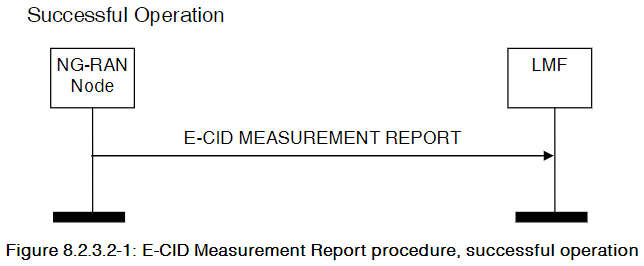 Successful Operation
NG-RAN
Node
LMF
E-CID MEASUREMENT REPORT
Figure 8.2.3.2-1: E-CID Measurement Report procedure, successful operation